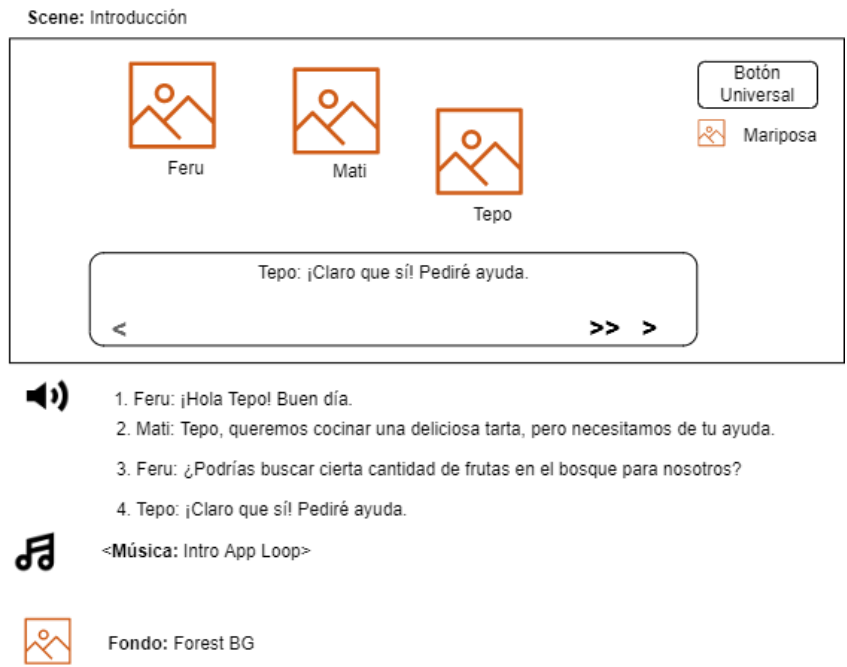 Scene: Introducción
Botón
Universal
Mariposa
Feru
Mati
Tepo
Tepo: ¡Claro que sí! Pediré ayuda.
< >> >
1. Feru: ¡Hola Tepo! Buen día.
2. Mati: Tepo, queremos cocinar una deliciosa tarta, pero necesitamos de tu ayuda.
3. Feru: ¿Podrías buscar cierta cantidad de frutas en el bosque para nosotros?
4. Tepo: ¡Claro que sí! Pediré ayuda.
<Música: Intro App Loop>
Fondo: Forest BG